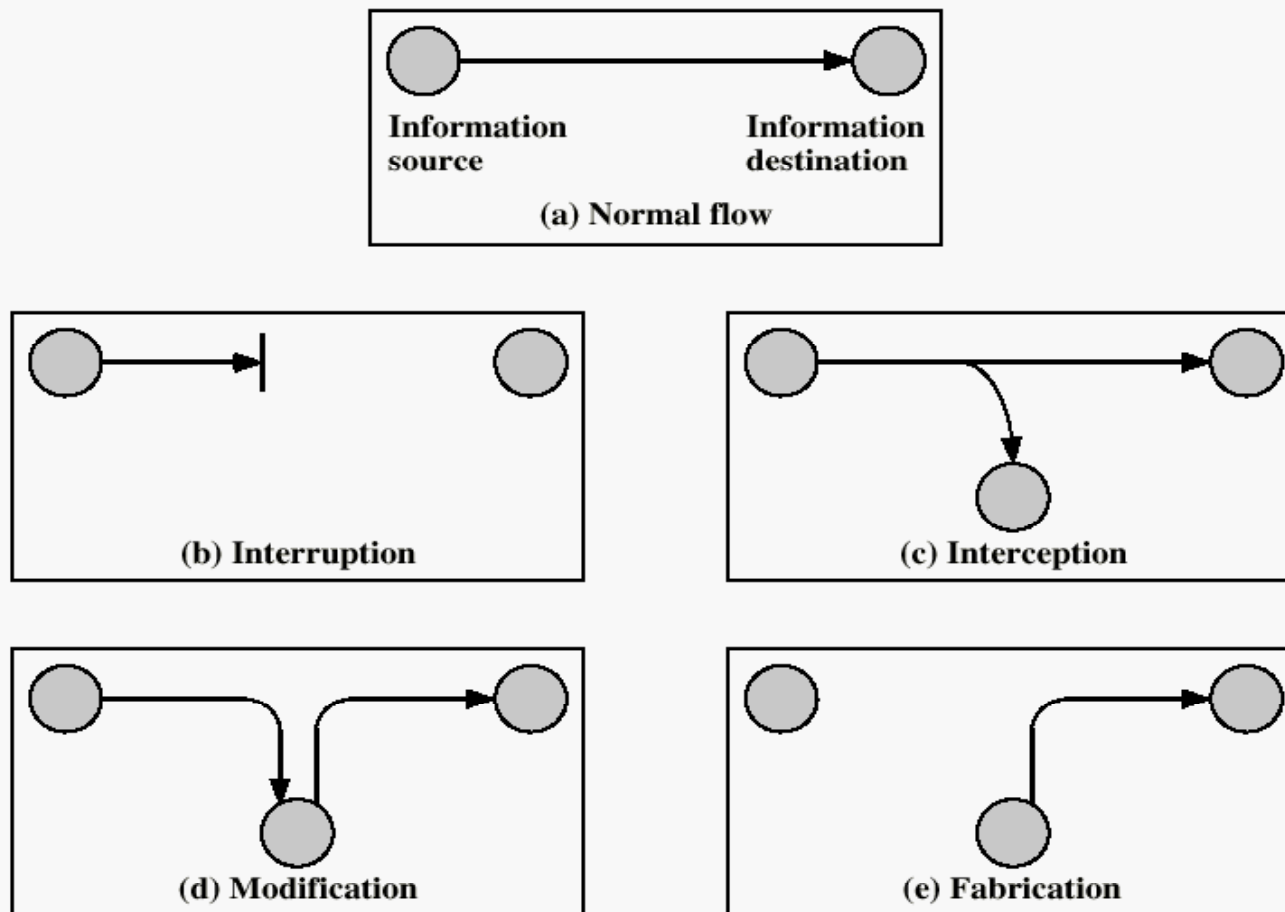 Information
source
Information
destination
(a) Normal flow
(b) Interruption
(c) Interception
(d) Modification
(e) Fabrication